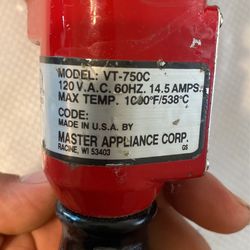 MODEL: VT-750C
120 V.A.C. 60HZ. 14.5 AMPS
MAX TEMP. 1000°F/538°C
CODE:
MADE IN U.S.A. BY
MASTER APPLIANCE CORP.
RACINE, WI 53403 GS